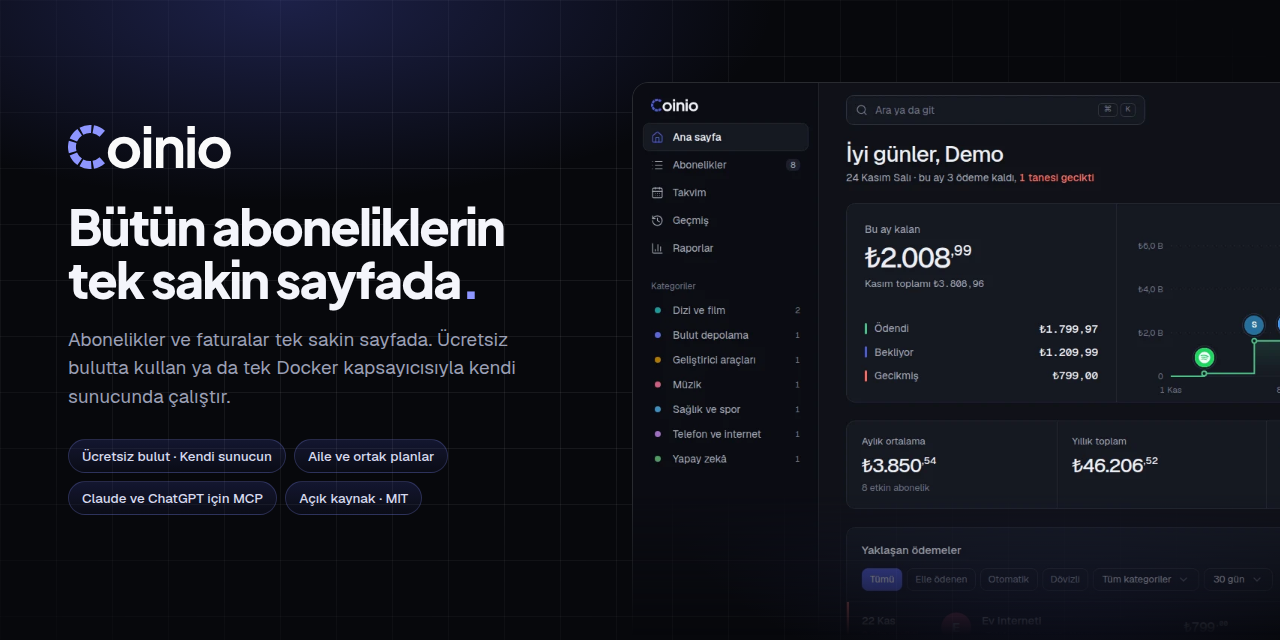 Coinio
Bütün aboneliklerin
tek sakin sayfada.
Abonelikler ve faturalar tek sakin sayfada. Ücretsiz
bulutta kullan ya da tek Docker kapsayıcısıyla kendi
sunucunda çalıştır.
Ücretsiz bulut · Kendi sunucun
Aile ve ortak planlar
Claude ve ChatGPT için MCP
Açık kaynak · MIT
Coinio
Ana sayfa
Abonelikler 8
Takvim
Geçmiş
Raporlar
Kategoriler
Dizi ve film 2
Bulut depolama 1
Geliştirici araçları 1
Müzik 1
Sağlık ve spor 1
Telefon ve internet 1
Yapay zekâ 1
Ara ya da git ⌘ K
İyi günler, Demo
24 Kasım Salı · bu ay 3 ödeme kaldı, 1 tanesi gecikti
Bu ay kalan
₺2.008,99
Kasım toplamı ₺3.808,96
Ödendi ₺1.799,97
Bekliyor ₺1.209,99
Gecikmiş ₺799,00
₺6,0 B
₺4,0 B
₺2,0 B
0
S
1 Kas
8
Aylık ortalama
₺3.850,54
8 etkin abonelik
Yıllık toplam
₺46.206,52
Yaklaşan ödemeler
Tümü
Elle ödenen
Otomatik
Dövizli
Tüm kategoriler
30 gün
22 Kas
E
Ev İnterneti